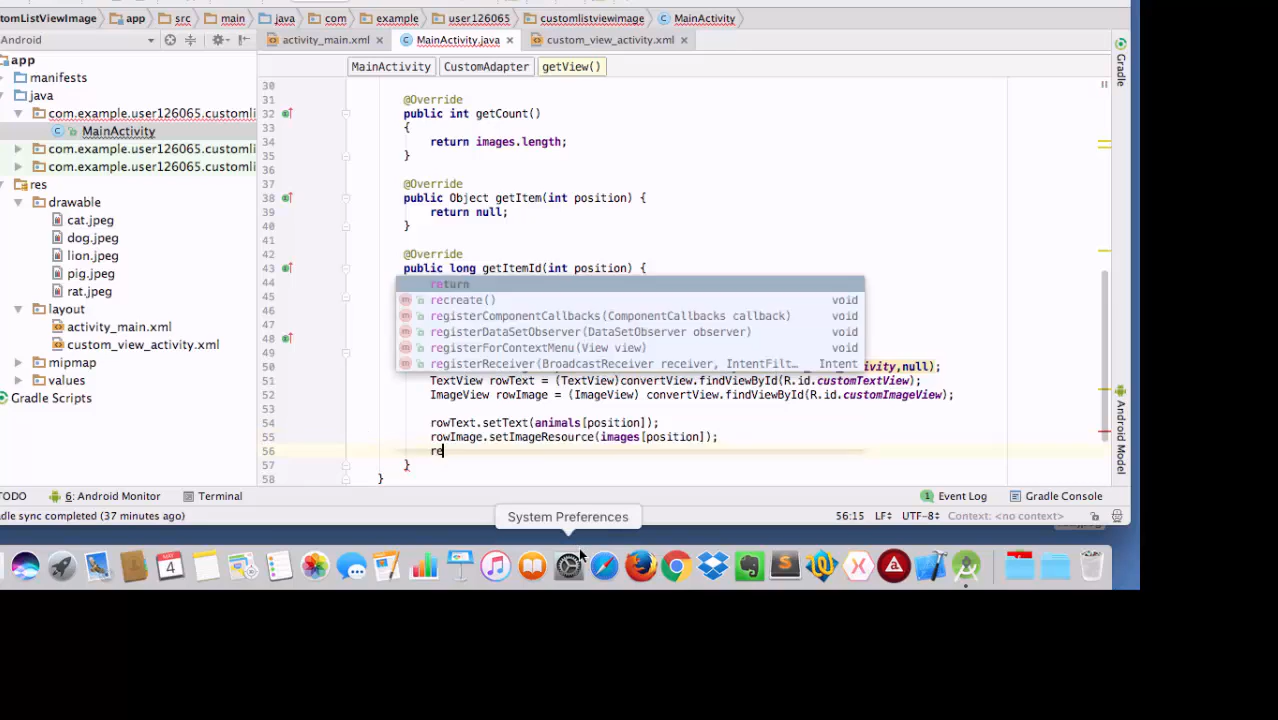 tomListViewImage app src main java com example user126065 customlistviewimage MainActivity
Android activity_main.xml MainActivity.java custom_view_activity.xml
app
manifests
java
com.example.user126065.customli
MainActivity
com.example.user126065.customli
com.example.user126065.customli
res
drawable
cat.jpeg
dog.jpeg
lion.jpeg
pig.jpeg
rat.jpeg
layout
activity_main.xml
custom_view_activity.xml
mipmap
values
Gradle Scripts
MainActivity CustomAdapter getView()
30
31 @Override
32 public int getCount()
33 {
34 return images.length;
35 }
36
37 @Override
38 public Object getItem(int position) {
39 return null;
40 }
41
42 @Override
43 public long getItemId(int position) {
44
45
48
49
50 ivity,null);
51 TextView rowText = (TextView)convertView.findViewById(R.id.customTextView);
52 ImageView rowImage = (ImageView) convertView.findViewById(R.id.customImageView);
53
54 rowText.setText(animals[position]);
55 rowImage.setImageResource(images[position]);
56 re
57 }
58 }
return
m recreate() void
m registerComponentCallbacks(ComponentCallbacks callback) void
m registerDataSetObserver(DataSetObserver observer) void
m registerForContextMenu(View view) void
m registerReceiver(BroadcastReceiver receiver, IntentFilt... Intent
Gradle
Android Model
ODO 6: Android Monitor Terminal Event Log Gradle Console
dle sync completed (37 minutes ago) 56:15 LF UTF-8 Context: <no context>
System Preferences
4